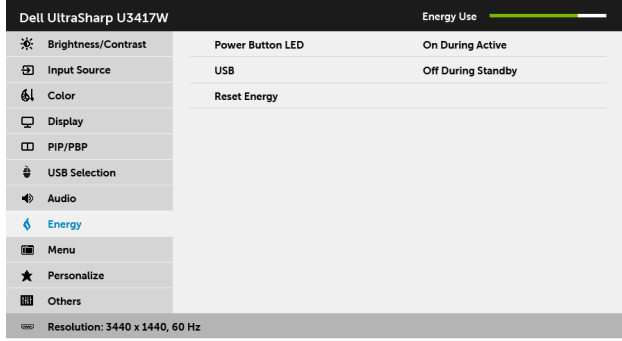 Dell UltraSharp U3417W Energy Use
Brightness/Contrast Power Button LED On During Active
Input Source USB Off During Standby
Color Reset Energy
Display
PIP/PBP
USB Selection
Audio
Energy
Menu
Personalize
Others
Resolution: 3440 x 1440, 60 Hz